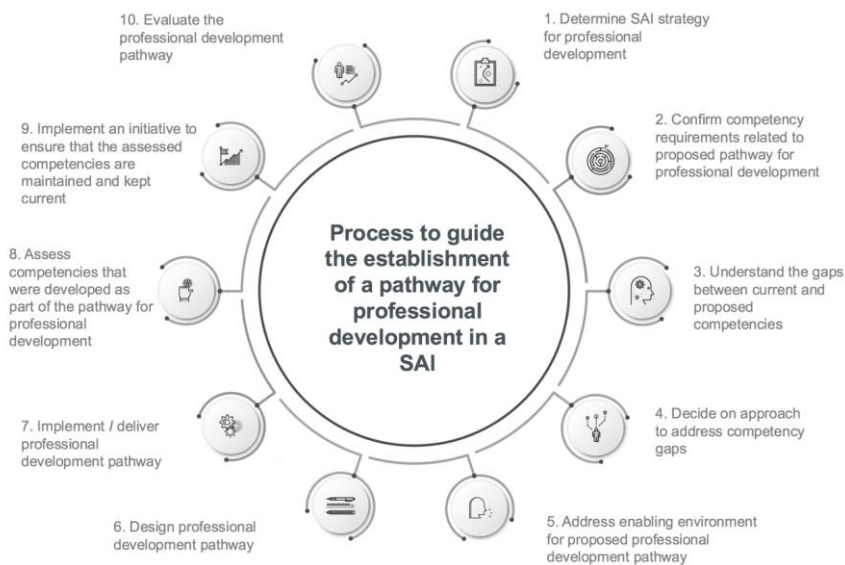 Process to guide
the establishment
of a pathway for
professional
development in a
SAI
1. Determine SAI strategy
for professional
development
2. Confirm competency
requirements related to
proposed pathway for
professional development
3. Understand the gaps
between current and
proposed
competencies
4. Decide on approach
to address competency
gaps
5. Address enabling environment
for proposed professional
development pathway
6. Design professional
development pathway
7. Implement / deliver
professional
development pathway
8. Assess
competencies that
were developed as
part of the pathway for
professional
development
9. Implement an initiative to
ensure that the assessed
competencies are
maintained and kept
current
10. Evaluate the
professional development
pathway